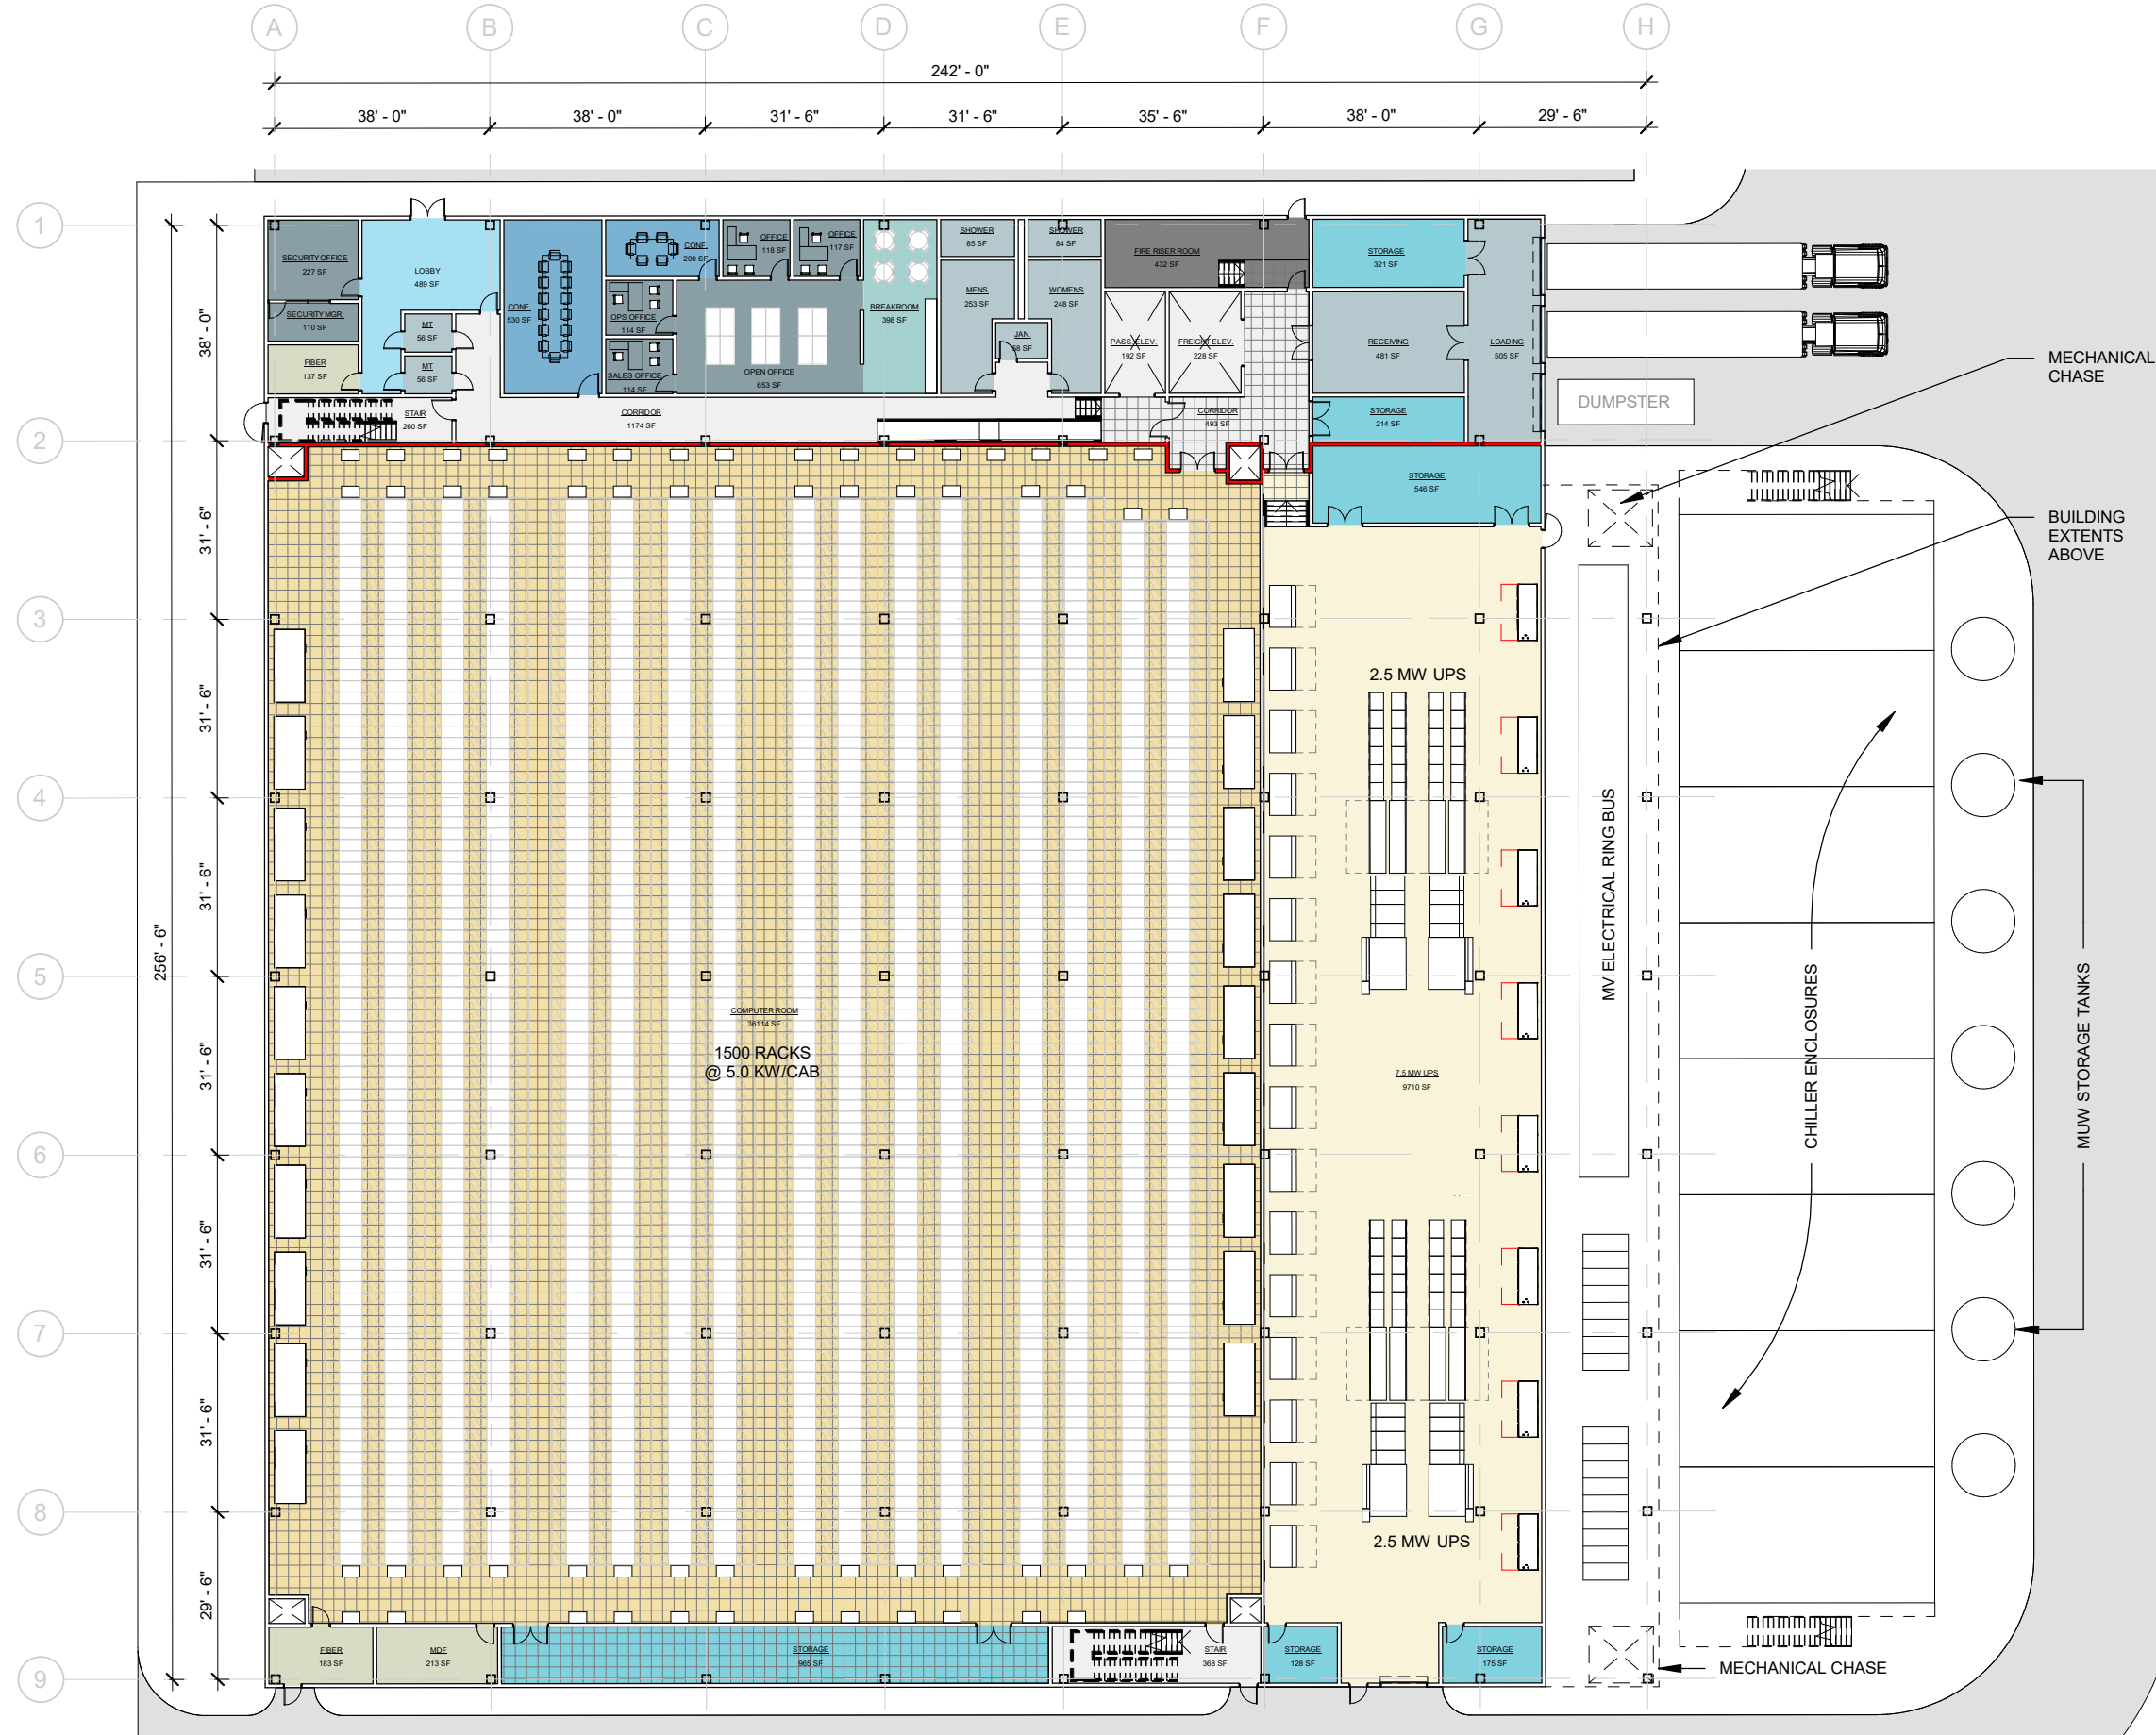 A
B
C
D
E
F
G
H
242' - 0"
38' - 0"
38' - 0"
31' - 6"
31' - 6"
35' - 6"
38' - 0"
29' - 6"
1
2
3
4
5
6
7
8
9
256' - 6"
38' - 0"
31' - 6"
31' - 6"
31' - 6"
31' - 6"
31' - 6"
31' - 6"
29' - 6"
SECURITY OFFICE
227 SF
SECURITY MGR.
110 SF
FIBER
137 SF
LOBBY
489 SF
MT
56 SF
MT
56 SF
STAIR
260 SF
CONF.
530 SF
CONF.
200 SF
OFFICE
118 SF
OFFICE
117 SF
OPS OFFICE
114 SF
SALES OFFICE
114 SF
OPEN OFFICE
653 SF
BREAKROOM
398 SF
CORRIDOR
1174 SF
SHOWER
85 SF
SHOWER
84 SF
MENS
253 SF
WOMENS
248 SF
JAN.
58 SF
FIRE RISER ROOM
432 SF
PASS. ELEV.
192 SF
FREIGHT ELEV.
228 SF
CORRIDOR
493 SF
STORAGE
321 SF
RECEIVING
481 SF
LOADING
505 SF
STORAGE
214 SF
STORAGE
546 SF
DUMPSTER
MECHANICAL
CHASE
BUILDING
EXTENTS
ABOVE
2.5 MW UPS
MV ELECTRICAL RING BUS
CHILLER ENCLOSURES
MUW STORAGE TANKS
COMPUTER ROOM
36114 SF
1500 RACKS
@ 5.0 KW/CAB
7.5 MW UPS
9710 SF
2.5 MW UPS
FIBER
183 SF
MDF
213 SF
STORAGE
965 SF
STAIR
368 SF
STORAGE
128 SF
STORAGE
175 SF
MECHANICAL CHASE